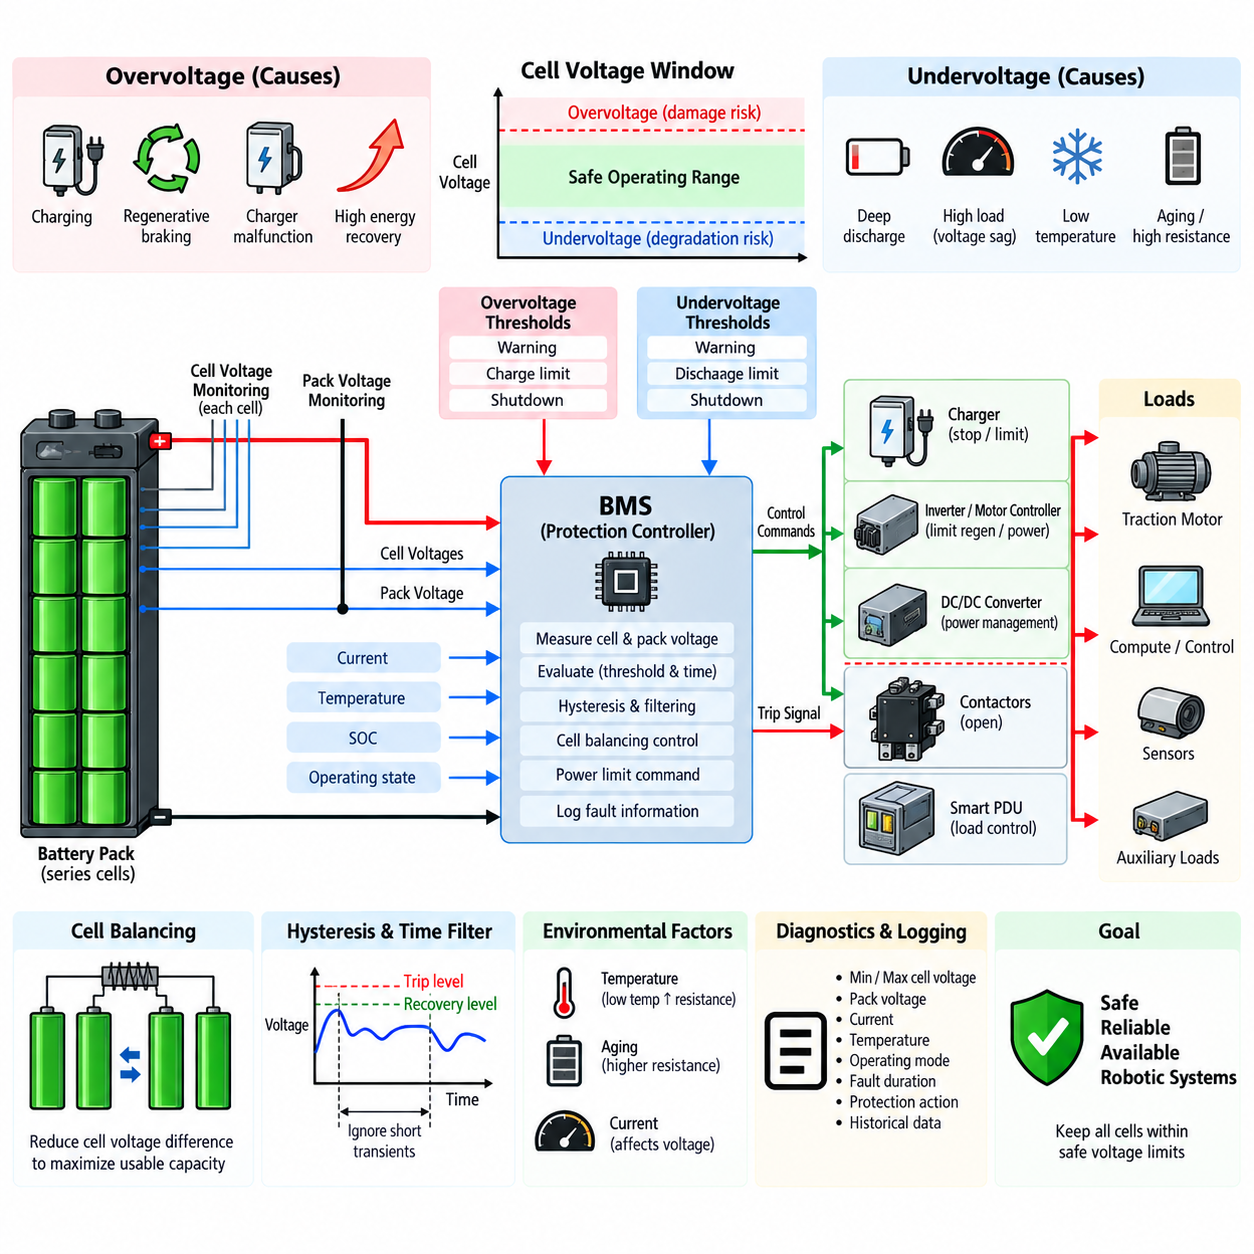 Overvoltage (Causes)
Charging
Regenerative
braking
Charger
malfunction
High energy
recovery
Cell Voltage Window
Cell
Voltage
Overvoltage (damage risk)
Safe Operating Range
Undervoltage (degradation risk)
Undervoltage (Causes)
Deep
discharge
High load
(voltage sag)
Low
temperature
Aging /
high resistance
Overvoltage
Thresholds
Warning
Charge limit
Shutdown
Undervoltage
Thresholds
Warning
Dischaage limit
Shutdown
Cell Voltage
Monitoring
(each cell)
Pack Voltage
Monitoring
Cell Voltages
Pack Voltage
Current
Temperature
SOC
Operating state
Battery Pack
(series cells)
BMS
(Protection Controller)
Measure cell & pack voltage
Evaluate (threshold & time)
Hysteresis & filtering
Cell balancing control
Power limit command
Log fault information
Control
Commands
Trip Signal
Charger
(stop / limit)
Inverter / Motor Controller
(limit regen / power)
DC/DC Converter
(power management)
Contactors
(open)
Smart PDU
(load control)
Loads
Traction Motor
Compute / Control
Sensors
Auxiliary Loads
Cell Balancing
Reduce cell voltage difference
to maximize usable capacity
Hysteresis & Time Filter
Trip level
Recovery level
Voltage
Time
Ignore short
transients
Environmental Factors
Temperature
(low temp ↑ resistance)
Aging
(higher resistance)
Current
(affects voltage)
Diagnostics & Logging
• Min / Max cell voltage
• Pack voltage
• Current
• Temperature
• Operating mode
• Fault duration
• Protection action
• Historical data
Goal
Safe
Reliable
Available
Robotic Systems
Keep all cells within
safe voltage limits